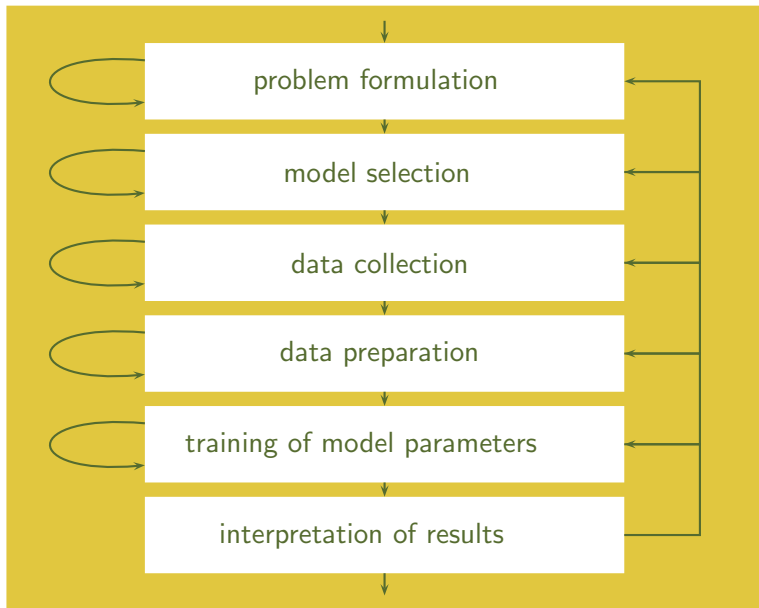 problem formulation
model selection
data collection
data preparation
training of model parameters
interpretation of results